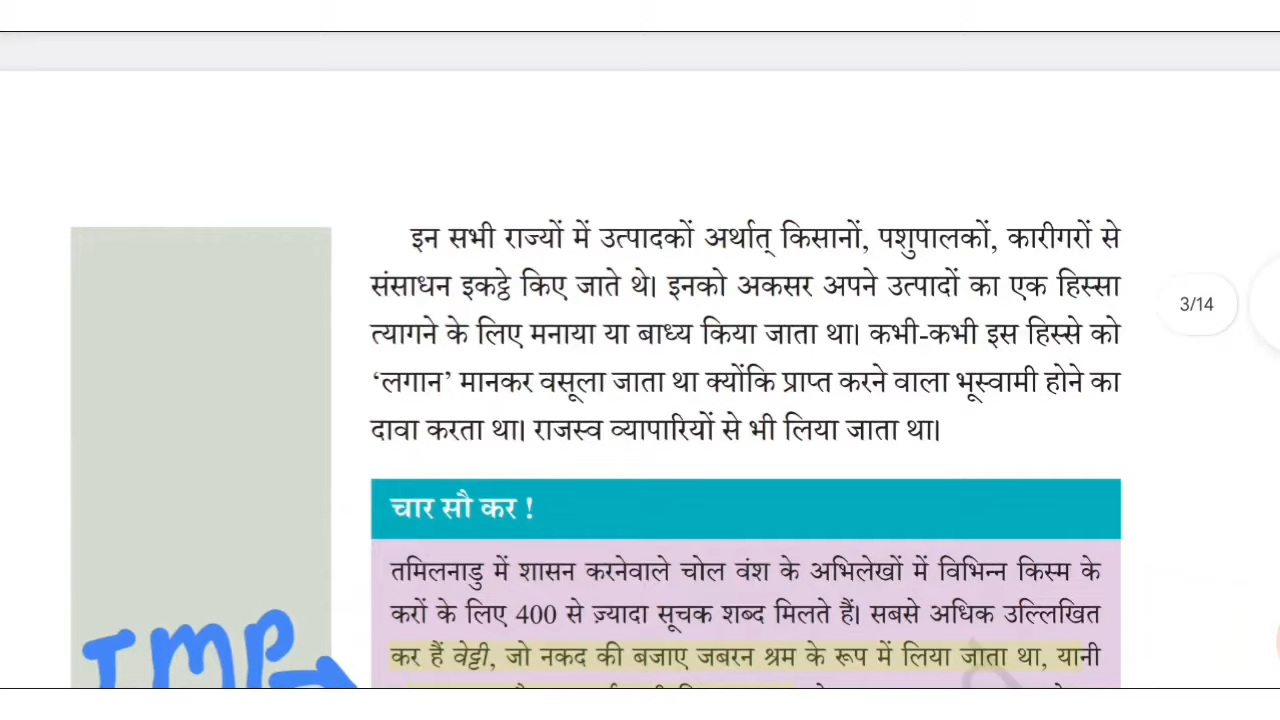 इन सभी राज्यों में उत्पादकों अर्थात् किसानों, पशुपालकों, कारीगरों से
संसाधन इकट्ठे किए जाते थे। इनको अकसर अपने उत्पादों का एक हिस्सा
त्यागने के लिए मनाया या बाध्य किया जाता था। कभी-कभी इस हिस्से को
‘लगान’ मानकर वसूला जाता था क्योंकि प्राप्त करने वाला भूस्वामी होने का
दावा करता था। राजस्व व्यापारियों से भी लिया जाता था।
3/14
चार सौ कर !
तमिलनाडु में शासन करनेवाले चोल वंश के अभिलेखों में विभिन्न किस्म के
करों के लिए 400 से ज़्यादा सूचक शब्द मिलते हैं। सबसे अधिक उल्लिखित
कर हैं वेट्टी, जो नकद की बजाए जबरन श्रम के रूप में लिया जाता था, यानी
IMP